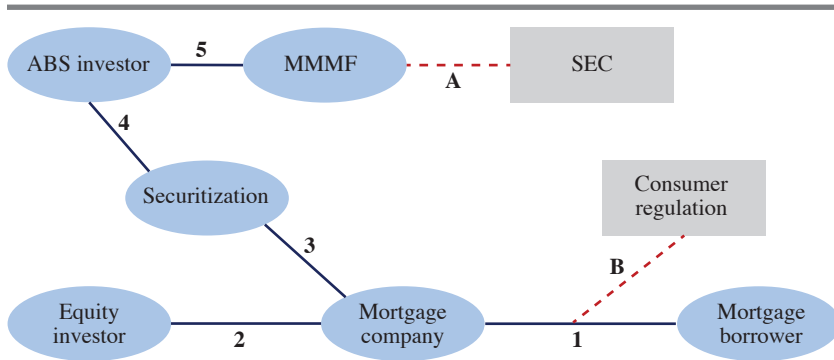 5
ABS investor
MMMF
SEC
A
4
Securitization
Consumer
regulation
3
B
Equity
investor
Mortgage
company
Mortgage
borrower
2
1